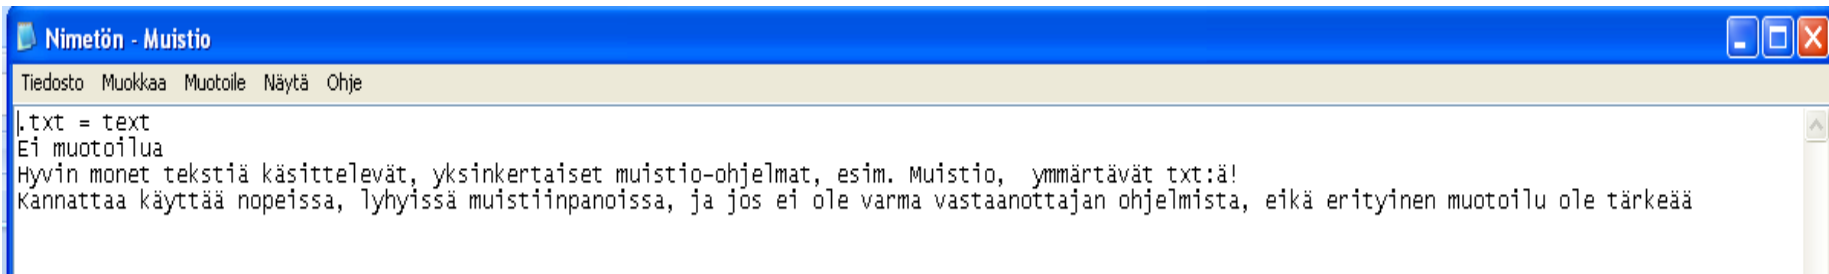 Nimetön - Muistio
Tiedosto Muokkaa Muotoile Näytä Ohje
.txt = text
Ei muotoilua
Hyvin monet tekstiä käsittelevät, yksinkertaiset muistio-ohjelmat, esim. Muistio,  ymmärtävät txt:ä!
Kannattaa käyttää nopeissa, lyhyissä muistiinpanoissa, ja jos ei ole varma vastaanottajan ohjelmista, eikä erityinen muotoilu ole tärkeää